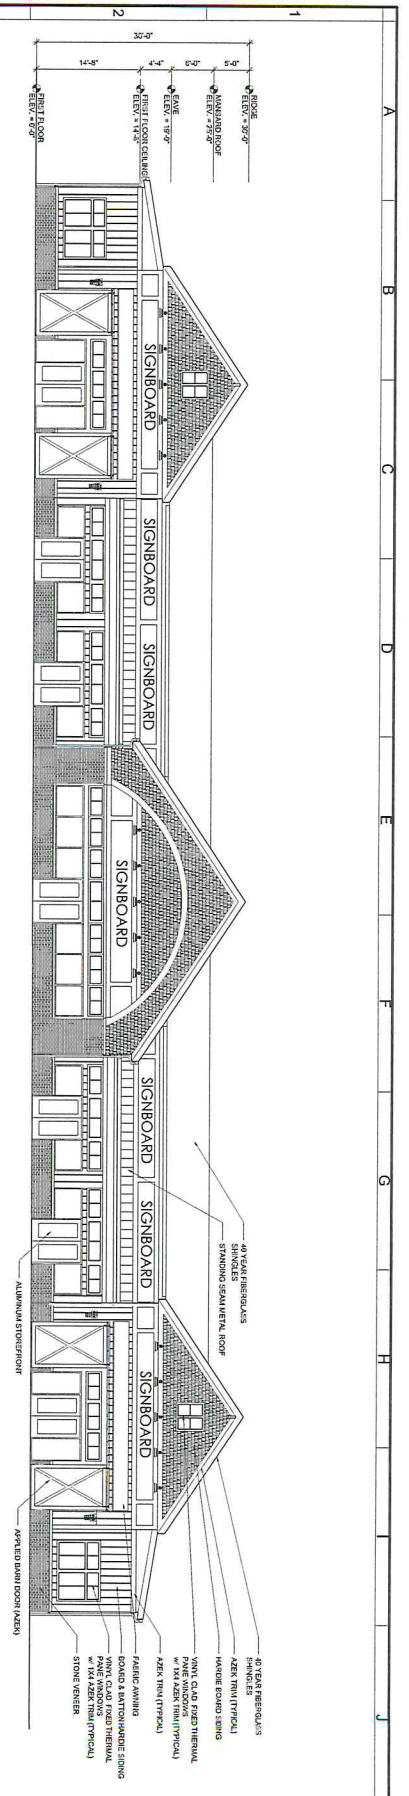 1
2
A
B
C
D
E
F
G
H
I
J
30'-0"
14'-8"
4'-4"
6'-0"
5'-0"
RIDGE
ELEV. = 30'-0"
MANSARD ROOF
ELEV. = 25'-0"
EAVE
ELEV. = 19'-0"
FIRST FLOOR CEILING
ELEV. = 14'-8"
FIRST FLOOR
ELEV. = 0'-0"
SIGNBOARD
SIGNBOARD
SIGNBOARD
SIGNBOARD
SIGNBOARD
SIGNBOARD
SIGNBOARD
40 YEAR FIBERGLASS
SHINGLES
STANDING SEAM METAL ROOF
ALUMINUM STOREFRONT
APPLIED BARN DOOR (AZEK)
40 YEAR FIBERGLASS
SHINGLES
AZEK TRIM (TYPICAL)
HARDIE BOARD SIDING
VINYL CLAD FIXED THERMAL
PANE WINDOWS
w/ 1X4 AZEK TRIM (TYPICAL)
AZEK TRIM (TYPICAL)
FABRIC AWNING
BOARD & BATTON HARDIE SIDING
VINYL CLAD FIXED THERMAL
PANE WINDOWS
w/ 1X4 AZEK TRIM (TYPICAL)
STONE VENEER